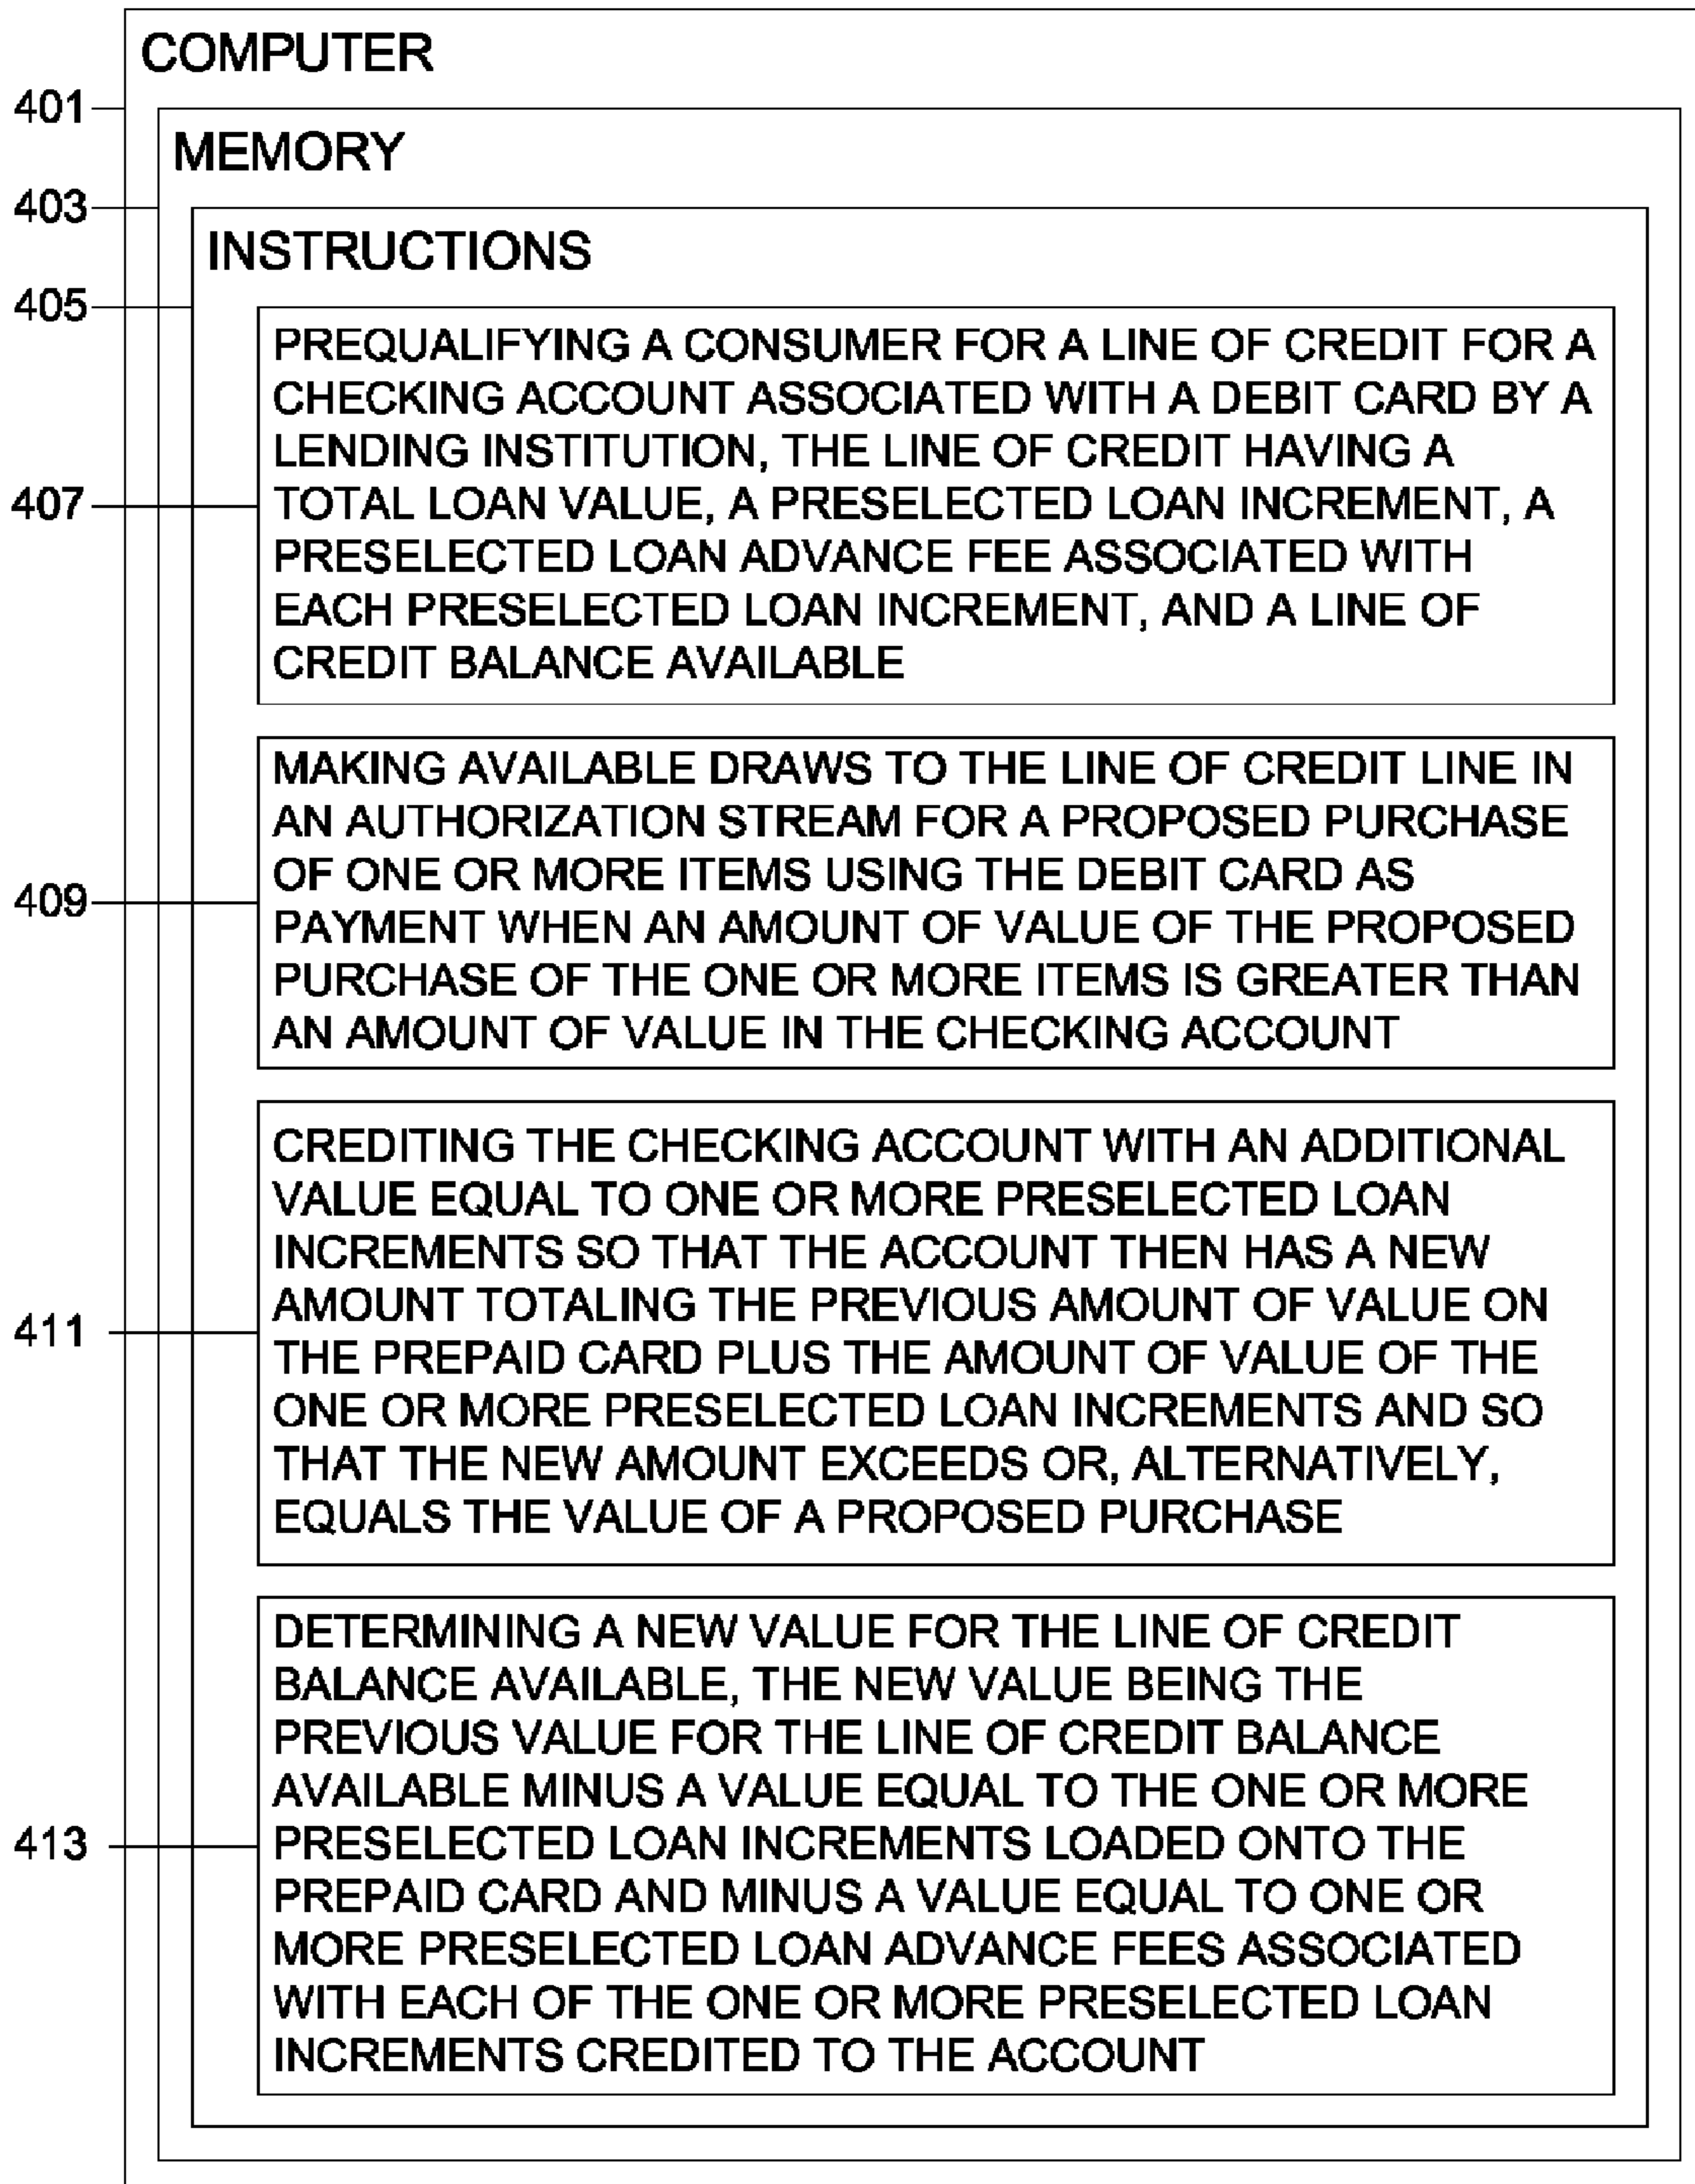 COMPUTER
401
MEMORY
403
INSTRUCTIONS
405
PREQUALIFYING A CONSUMER FOR A LINE OF CREDIT FOR A
CHECKING ACCOUNT ASSOCIATED WITH A DEBIT CARD BY A
LENDING INSTITUTION, THE LINE OF CREDIT HAVING A
407
TOTAL LOAN VALUE, A PRESELECTED LOAN INCREMENT, A
PRESELECTED LOAN ADVANCE FEE ASSOCIATED WITH
EACH PRESELECTED LOAN INCREMENT, AND A LINE OF
CREDIT BALANCE AVAILABLE
MAKING AVAILABLE DRAWS TO THE LINE OF CREDIT LINE IN
AN AUTHORIZATION STREAM FOR A PROPOSED PURCHASE
OF ONE OR MORE ITEMS USING THE DEBIT CARD AS
409
PAYMENT WHEN AN AMOUNT OF VALUE OF THE PROPOSED
PURCHASE OF THE ONE OR MORE ITEMS IS GREATER THAN
AN AMOUNT OF VALUE IN THE CHECKING ACCOUNT
CREDITING THE CHECKING ACCOUNT WITH AN ADDITIONAL
VALUE EQUAL TO ONE OR MORE PRESELECTED LOAN
INCREMENTS SO THAT THE ACCOUNT THEN HAS A NEW
AMOUNT TOTALING THE PREVIOUS AMOUNT OF VALUE ON
411
THE PREPAID CARD PLUS THE AMOUNT OF VALUE OF THE
ONE OR MORE PRESELECTED LOAN INCREMENTS AND SO
THAT THE NEW AMOUNT EXCEEDS OR, ALTERNATIVELY,
EQUALS THE VALUE OF A PROPOSED PURCHASE
DETERMINING A NEW VALUE FOR THE LINE OF CREDIT
BALANCE AVAILABLE, THE NEW VALUE BEING THE
PREVIOUS VALUE FOR THE LINE OF CREDIT BALANCE
AVAILABLE MINUS A VALUE EQUAL TO THE ONE OR MORE
413
PRESELECTED LOAN INCREMENTS LOADED ONTO THE
PREPAID CARD AND MINUS A VALUE EQUAL TO ONE OR
MORE PRESELECTED LOAN ADVANCE FEES ASSOCIATED
WITH EACH OF THE ONE OR MORE PRESELECTED LOAN
INCREMENTS CREDITED TO THE ACCOUNT